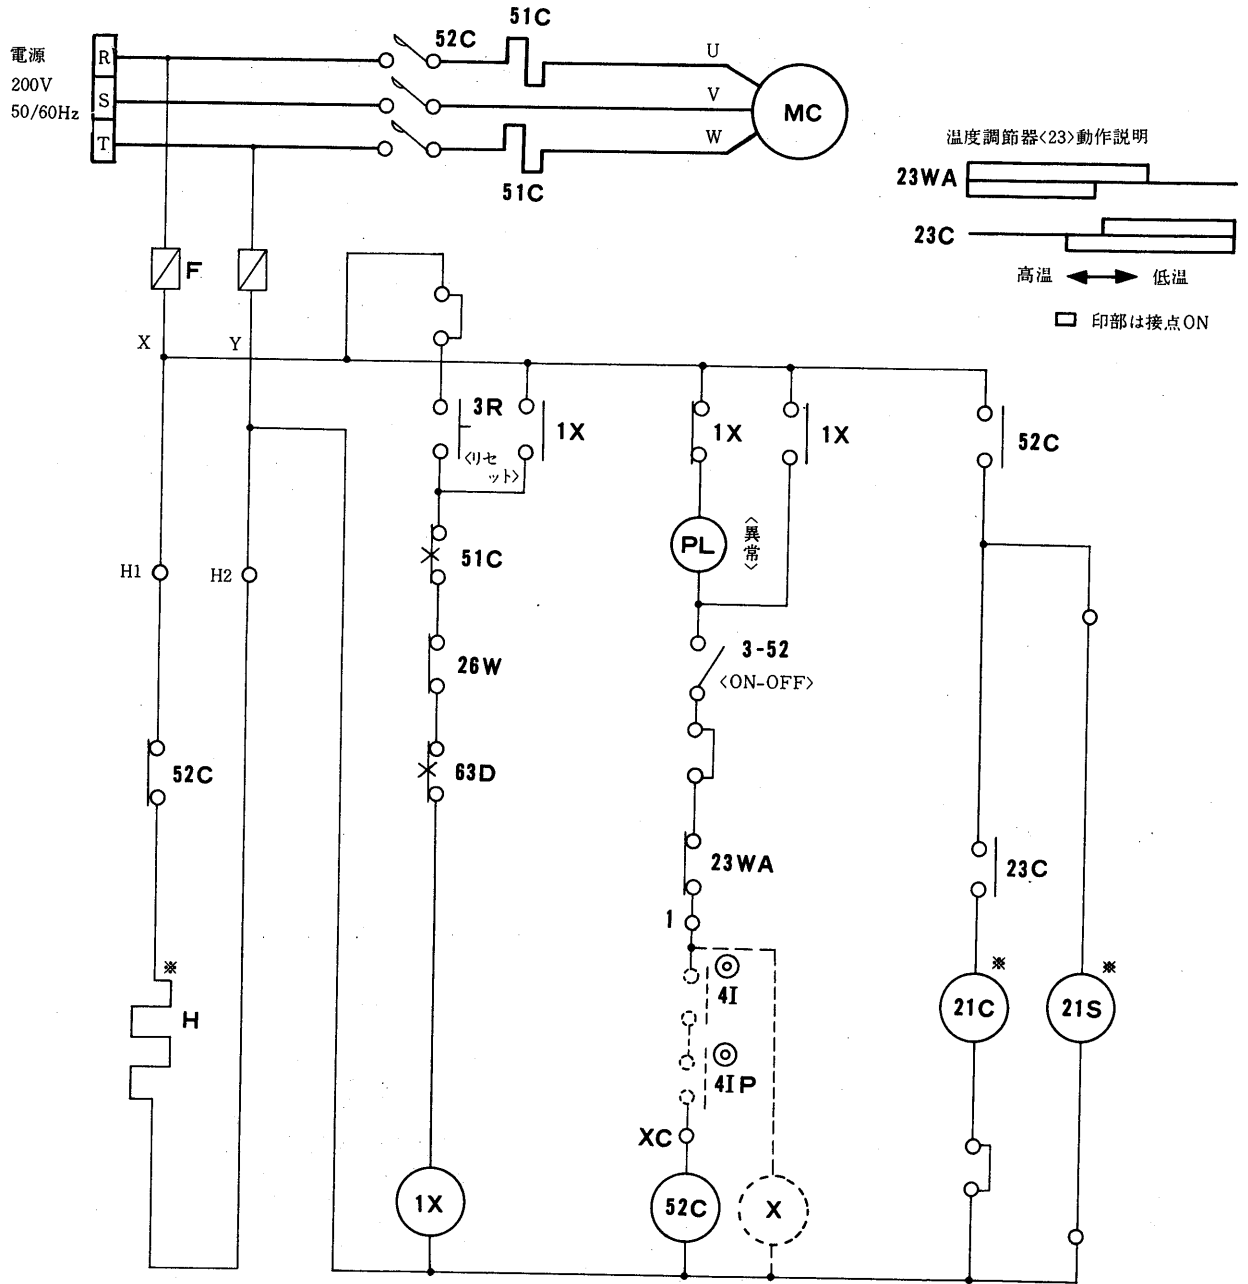 51C
52C
電源
200V
50/60Hz
R
S
T
U
V
W
MC
51C
温度調節器<23>動作説明
23WA
23C
高温
低温
印部は接点ON
F
X
Y
3R
<リセ
ット>
1X
1X
1X
52C
PL
<異常>
H1
H2
51C
26W
3-52
<ON-OFF>
52C
63D
23WA
23C
1
※
H
◎
4I
◎
4IP
※
21C
※
21S
XC
1X
52C
X